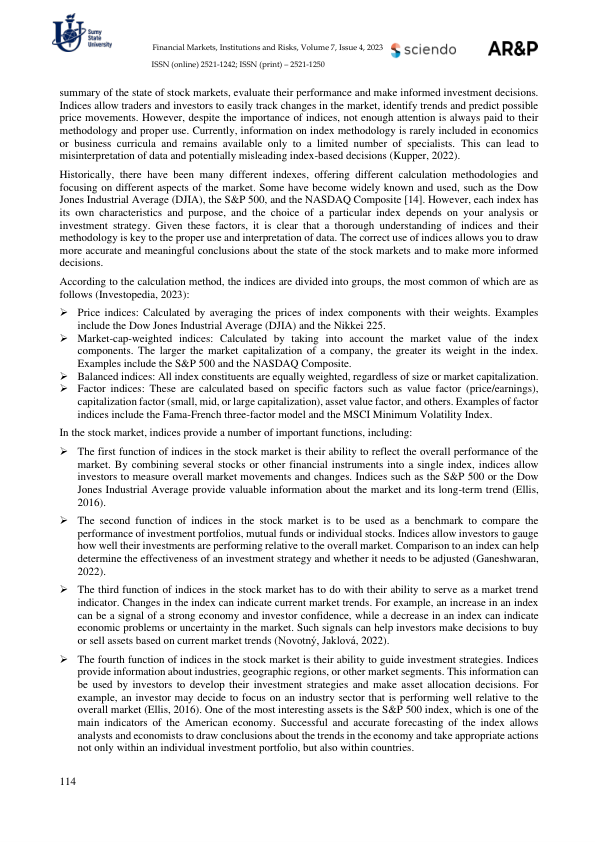 Sumy
State
University
Financial Markets, Institutions and Risks, Volume 7, Issue 4, 2023
sciendo
AR&P
ISSN (online) 2521-1242; ISSN (print) – 2521-1250
summary of the state of stock markets, evaluate their performance and make informed investment decisions.
Indices allow traders and investors to easily track changes in the market, identify trends and predict possible
price movements. However, despite the importance of indices, not enough attention is always paid to their
methodology and proper use. Currently, information on index methodology is rarely included in economics
or business curricula and remains available only to a limited number of specialists. This can lead to
misinterpretation of data and potentially misleading index-based decisions (Kupper, 2022).
Historically, there have been many different indexes, offering different calculation methodologies and
focusing on different aspects of the market. Some have become widely known and used, such as the Dow
Jones Industrial Average (DJIA), the S&P 500, and the NASDAQ Composite [14]. However, each index has
its own characteristics and purpose, and the choice of a particular index depends on your analysis or
investment strategy. Given these factors, it is clear that a thorough understanding of indices and their
methodology is key to the proper use and interpretation of data. The correct use of indices allows you to draw
more accurate and meaningful conclusions about the state of the stock markets and to make more informed
decisions.
According to the calculation method, the indices are divided into groups, the most common of which are as
follows (Investopedia, 2023):
➢ Price indices: Calculated by averaging the prices of index components with their weights. Examples
include the Dow Jones Industrial Average (DJIA) and the Nikkei 225.
➢ Market-cap-weighted indices: Calculated by taking into account the market value of the index
components. The larger the market capitalization of a company, the greater its weight in the index.
Examples include the S&P 500 and the NASDAQ Composite.
➢ Balanced indices: All index constituents are equally weighted, regardless of size or market capitalization.
➢ Factor indices: These are calculated based on specific factors such as value factor (price/earnings),
capitalization factor (small, mid, or large capitalization), asset value factor, and others. Examples of factor
indices include the Fama-French three-factor model and the MSCI Minimum Volatility Index.
In the stock market, indices provide a number of important functions, including:
➢ The first function of indices in the stock market is their ability to reflect the overall performance of the
market. By combining several stocks or other financial instruments into a single index, indices allow
investors to measure overall market movements and changes. Indices such as the S&P 500 or the Dow
Jones Industrial Average provide valuable information about the market and its long-term trend (Ellis,
2016).
➢ The second function of indices in the stock market is to be used as a benchmark to compare the
performance of investment portfolios, mutual funds or individual stocks. Indices allow investors to gauge
how well their investments are performing relative to the overall market. Comparison to an index can help
determine the effectiveness of an investment strategy and whether it needs to be adjusted (Ganeshwaran,
2022).
➢ The third function of indices in the stock market has to do with their ability to serve as a market trend
indicator. Changes in the index can indicate current market trends. For example, an increase in an index
can be a signal of a strong economy and investor confidence, while a decrease in an index can indicate
economic problems or uncertainty in the market. Such signals can help investors make decisions to buy
or sell assets based on current market trends (Novotný, Jaklová, 2022).
➢ The fourth function of indices in the stock market is their ability to guide investment strategies. Indices
provide information about industries, geographic regions, or other market segments. This information can
be used by investors to develop their investment strategies and make asset allocation decisions. For
example, an investor may decide to focus on an industry sector that is performing well relative to the
overall market (Ellis, 2016). One of the most interesting assets is the S&P 500 index, which is one of the
main indicators of the American economy. Successful and accurate forecasting of the index allows
analysts and economists to draw conclusions about the trends in the economy and take appropriate actions
not only within an individual investment portfolio, but also within countries.
114